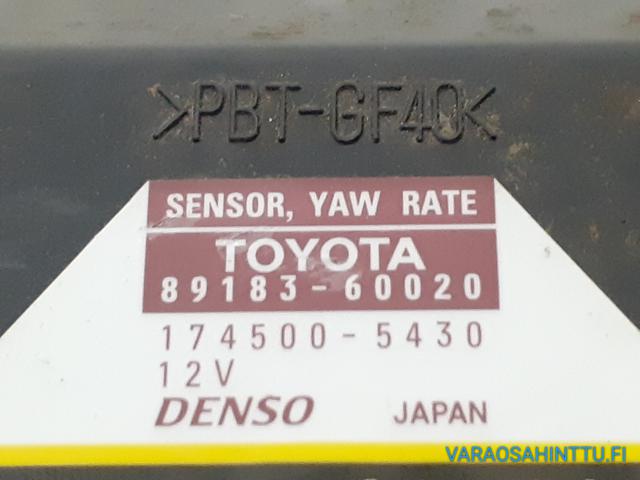 >PBT-GF40<
SENSOR, YAW RATE
TOYOTA
89183-60020
174500-5430
12V
DENSO JAPAN
VARAOSAHINTTU.FI